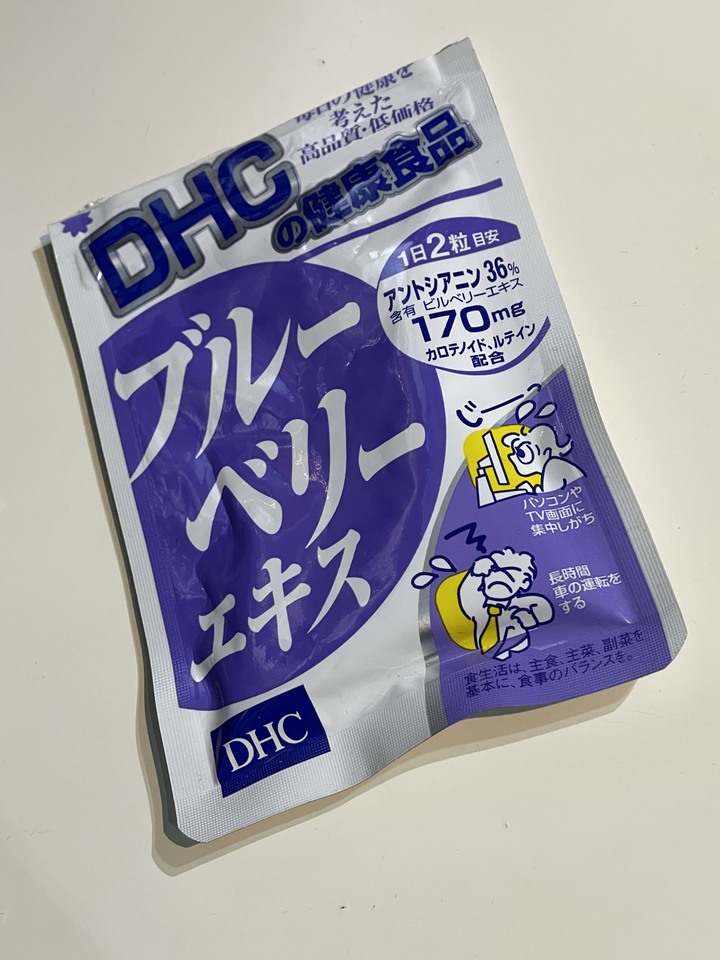 毎日の健康を
考えた
高品質・低価格
DHC
の健康食品
1日2粒目安
アントシアニン36%
含有 ビルベリーエキス
170mg
カロテノイド、ルテイン
配合
ブルー
ベリー
エキス
じーーっ
パソコンや
TV画面に
集中しがち
長時間
車の運転を
する
食生活は、主食、主菜、副菜を
基本に、食事のバランスを。
DHC